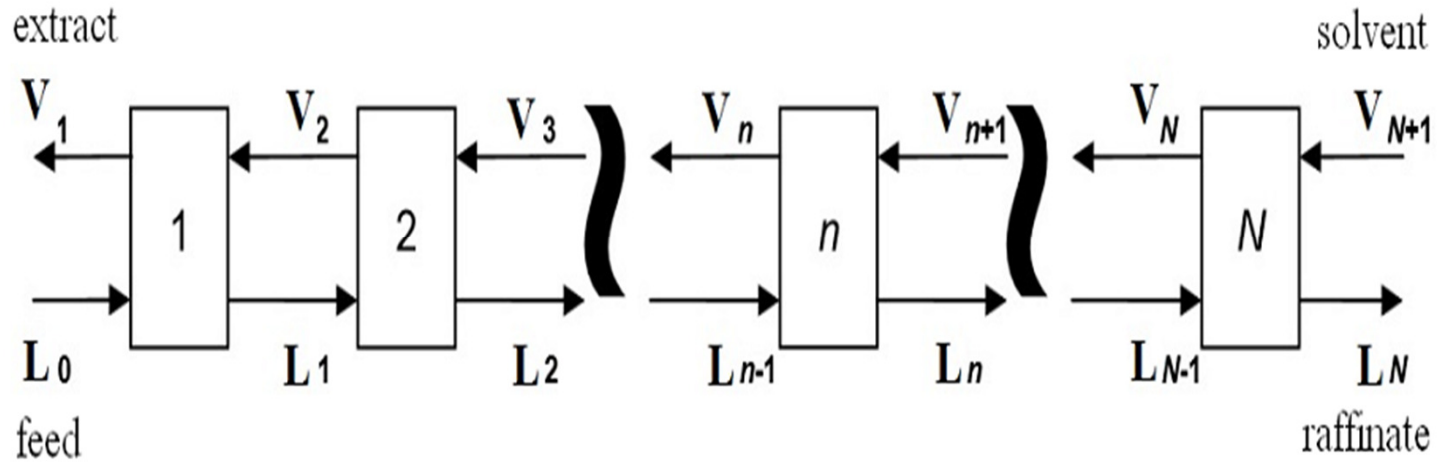 extract solvent
V1 V2 V3 Vn Vn+1 VN VN+1
1 2 n N
L0 L1 L2 Ln-1 Ln LN-1 LN
feed raffinate